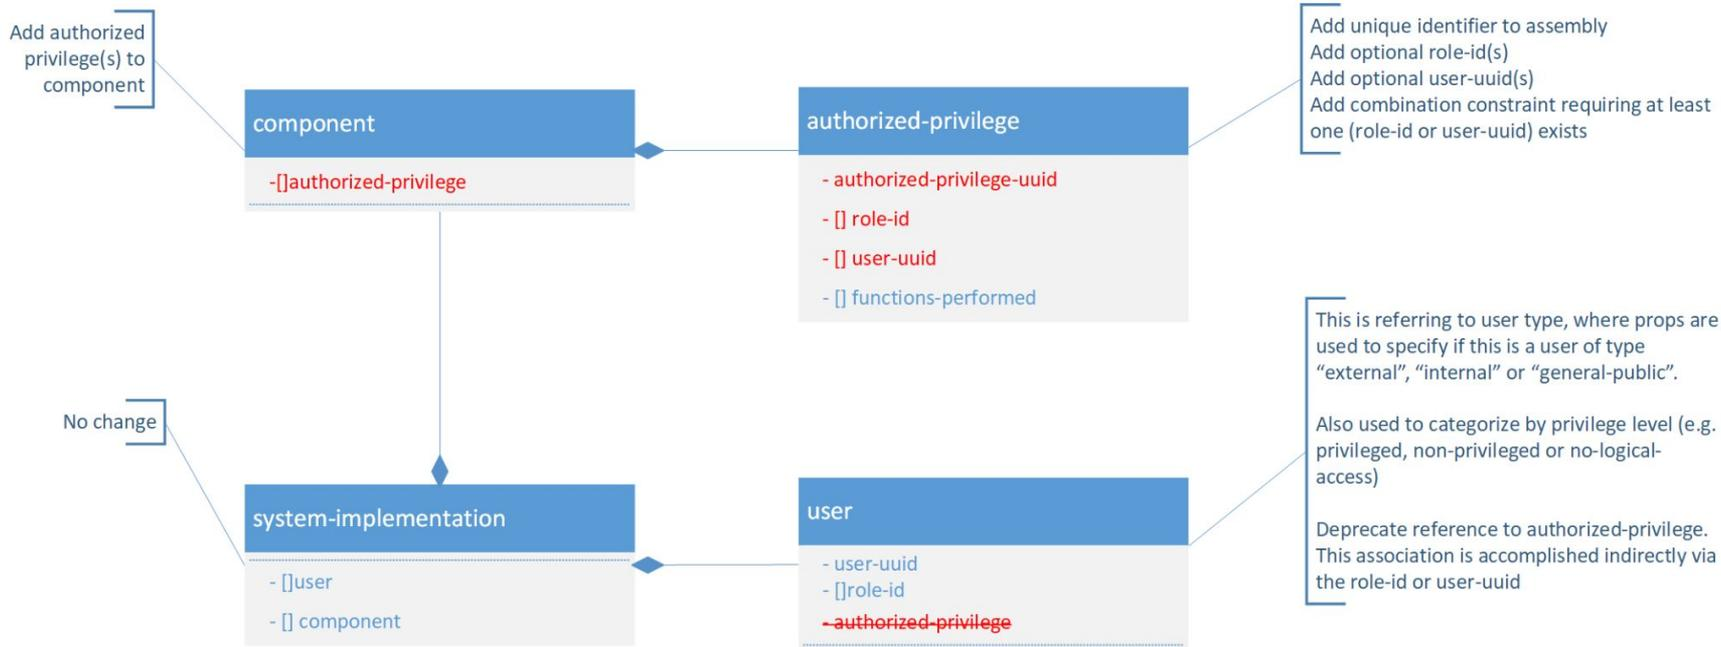 Add authorized
privilege(s) to
component
component
-[]authorized-privilege
authorized-privilege
- authorized-privilege-uuid
- [] role-id
- [] user-uuid
- [] functions-performed
Add unique identifier to assembly
Add optional role-id(s)
Add optional user-uuid(s)
Add combination constraint requiring at least
one (role-id or user-uuid) exists
No change
system-implementation
- []user
- [] component
user
- user-uuid
- []role-id
- authorized-privilege
This is referring to user type, where props are
used to specify if this is a user of type
“external”, “internal” or “general-public”.
Also used to categorize by privilege level (e.g.
privileged, non-privileged or no-logical-
access)
Deprecate reference to authorized-privilege.
This association is accomplished indirectly via
the role-id or user-uuid